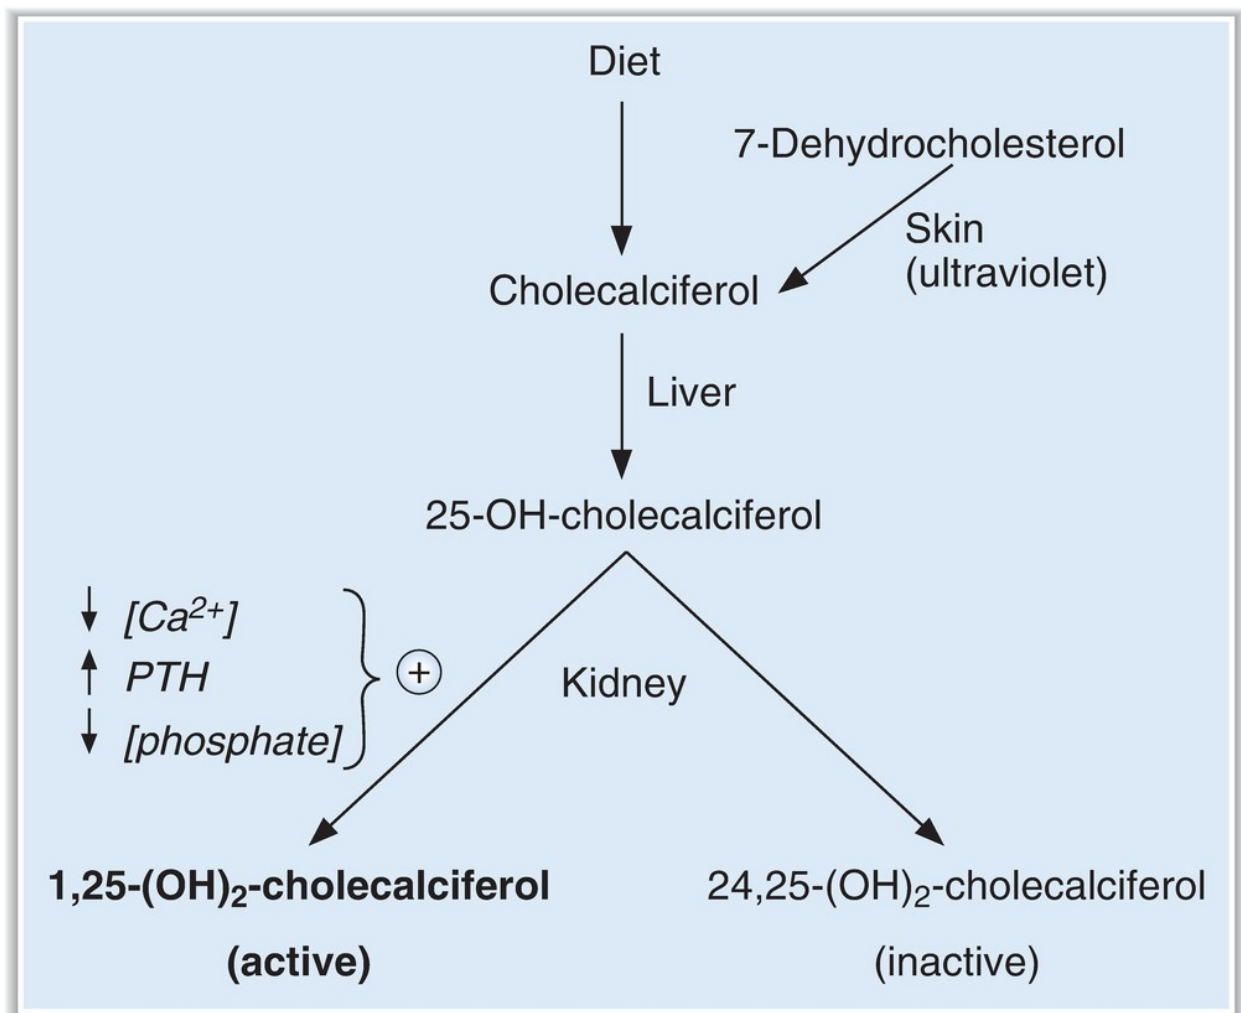 Diet
7-Dehydrocholesterol
Skin
(ultraviolet)
Cholecalciferol
Liver
25-OH-cholecalciferol
↓ [Ca²⁺]
↑ PTH
↓ [phosphate]
+
Kidney
1,25-(OH)₂-cholecalciferol
(active)
24,25-(OH)₂-cholecalciferol
(inactive)